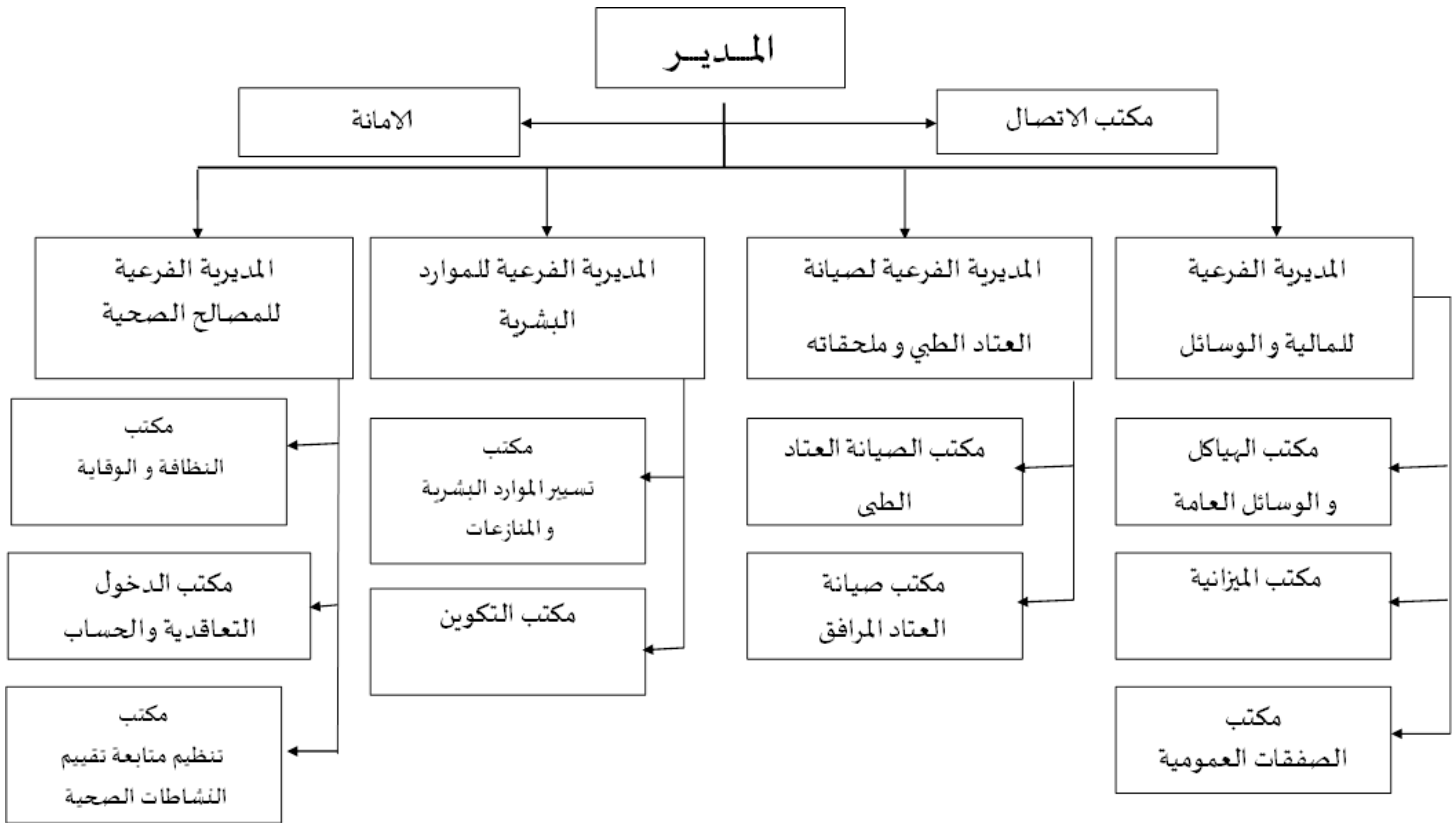 المديـر
مكتب الاتصال
الامانة
المديرية الفرعية
للمالية و الوسائل
المديرية الفرعية لصيانة
العتاد الطبي و ملحقاته
المديرية الفرعية للموارد
البشرية
المديرية الفرعية
للمصالح الصحية
مكتب الهياكل
و الوسائل العامة
مكتب الميزانية
مكتب
الصفقات العمومية
مكتب الصيانة العتاد
الطبى
مكتب صيانة
العتاد المرافق
مكتب
تسيير الموارد البشرية
و المنازعات
مكتب التكوين
مكتب
النظافة و الوقاية
مكتب الدخول
التعاقدية والحساب
مكتب
تنظيم متابعة تقييم
النشاطات الصحية